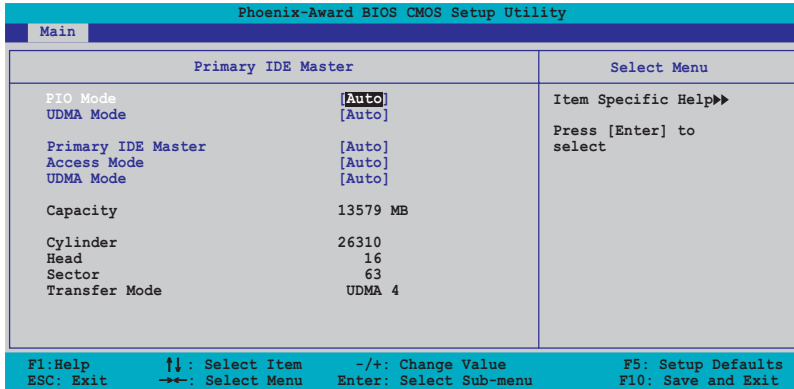 Phoenix-Award BIOS CMOS Setup Utility
Main
Primary IDE Master
Select Menu
PIO Mode [Auto]
UDMA Mode [Auto]
Primary IDE Master [Auto]
Access Mode [Auto]
UDMA Mode [Auto]
Capacity 13579 MB
Cylinder 26310
Head 16
Sector 63
Transfer Mode UDMA 4
Item Specific Help▶▶
Press [Enter] to
select
F1:Help ↑↓: Select Item -/+: Change Value F5: Setup Defaults
ESC: Exit →←: Select Menu Enter: Select Sub-menu F10: Save and Exit